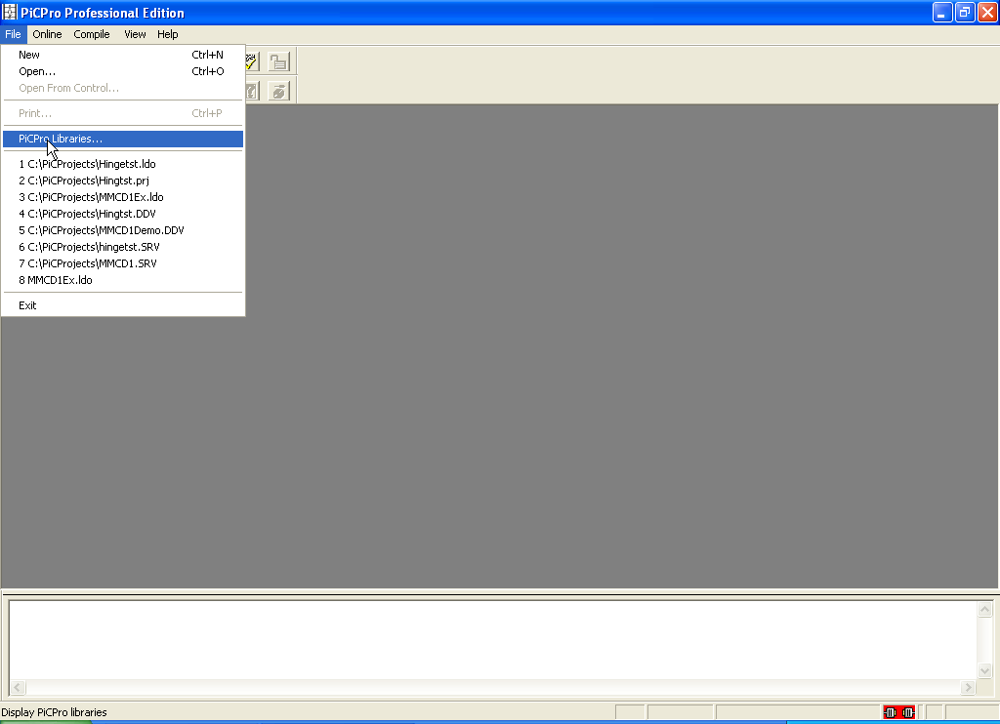 PiCPro Professional Edition
File Online Compile View Help
New Ctrl+N
Open... Ctrl+O
Open From Control...
Print... Ctrl+P
PiCPro Libraries...
1 C:\PiCProjects\Hingetst.ldo
2 C:\PiCProjects\Hingtst.prj
3 C:\PiCProjects\MMCD1Ex.ldo
4 C:\PiCProjects\Hingtst.DDV
5 C:\PiCProjects\MMCD1Demo.DDV
6 C:\PiCProjects\hingetst.SRV
7 C:\PiCProjects\MMCD1.SRV
8 MMCD1Ex.ldo
Exit
Display PiCPro libraries